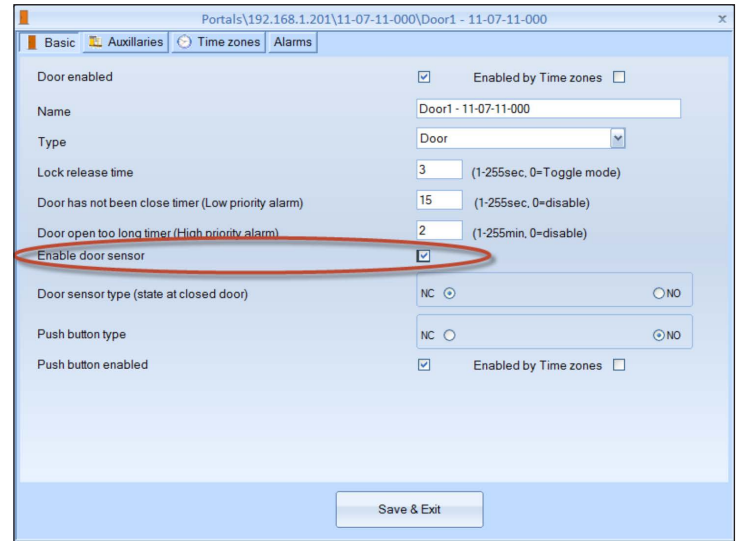 Portals\192.168.1.201\11-07-11-000\Door1 - 11-07-11-000 x
Basic Auxillaries Time zones Alarms
Door enabled Enabled by Time zones
Name Door1 - 11-07-11-000
Type Door
Lock release time 3 (1-255sec, 0=Toggle mode)
Door has not been close timer (Low priority alarm) 15 (1-255sec, 0=disable)
Door open too long timer (High priority alarm) 2 (1-255min, 0=disable)
Enable door sensor
Door sensor type (state at closed door) NC NO
Push button type NC NO
Push button enabled Enabled by Time zones
Save & Exit